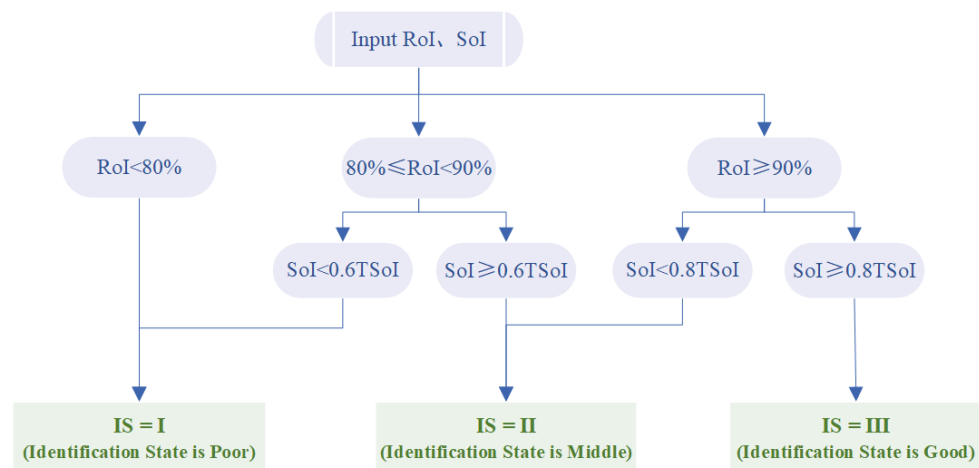 Input RoI、SoI
RoI<80%
80%≤RoI<90%
RoI≥90%
SoI<0.6TSoI
SoI≥0.6TSoI
SoI<0.8TSoI
SoI≥0.8TSoI
IS = I
(Identification State is Poor)
IS = II
(Identification State is Middle)
IS = III
(Identification State is Good)